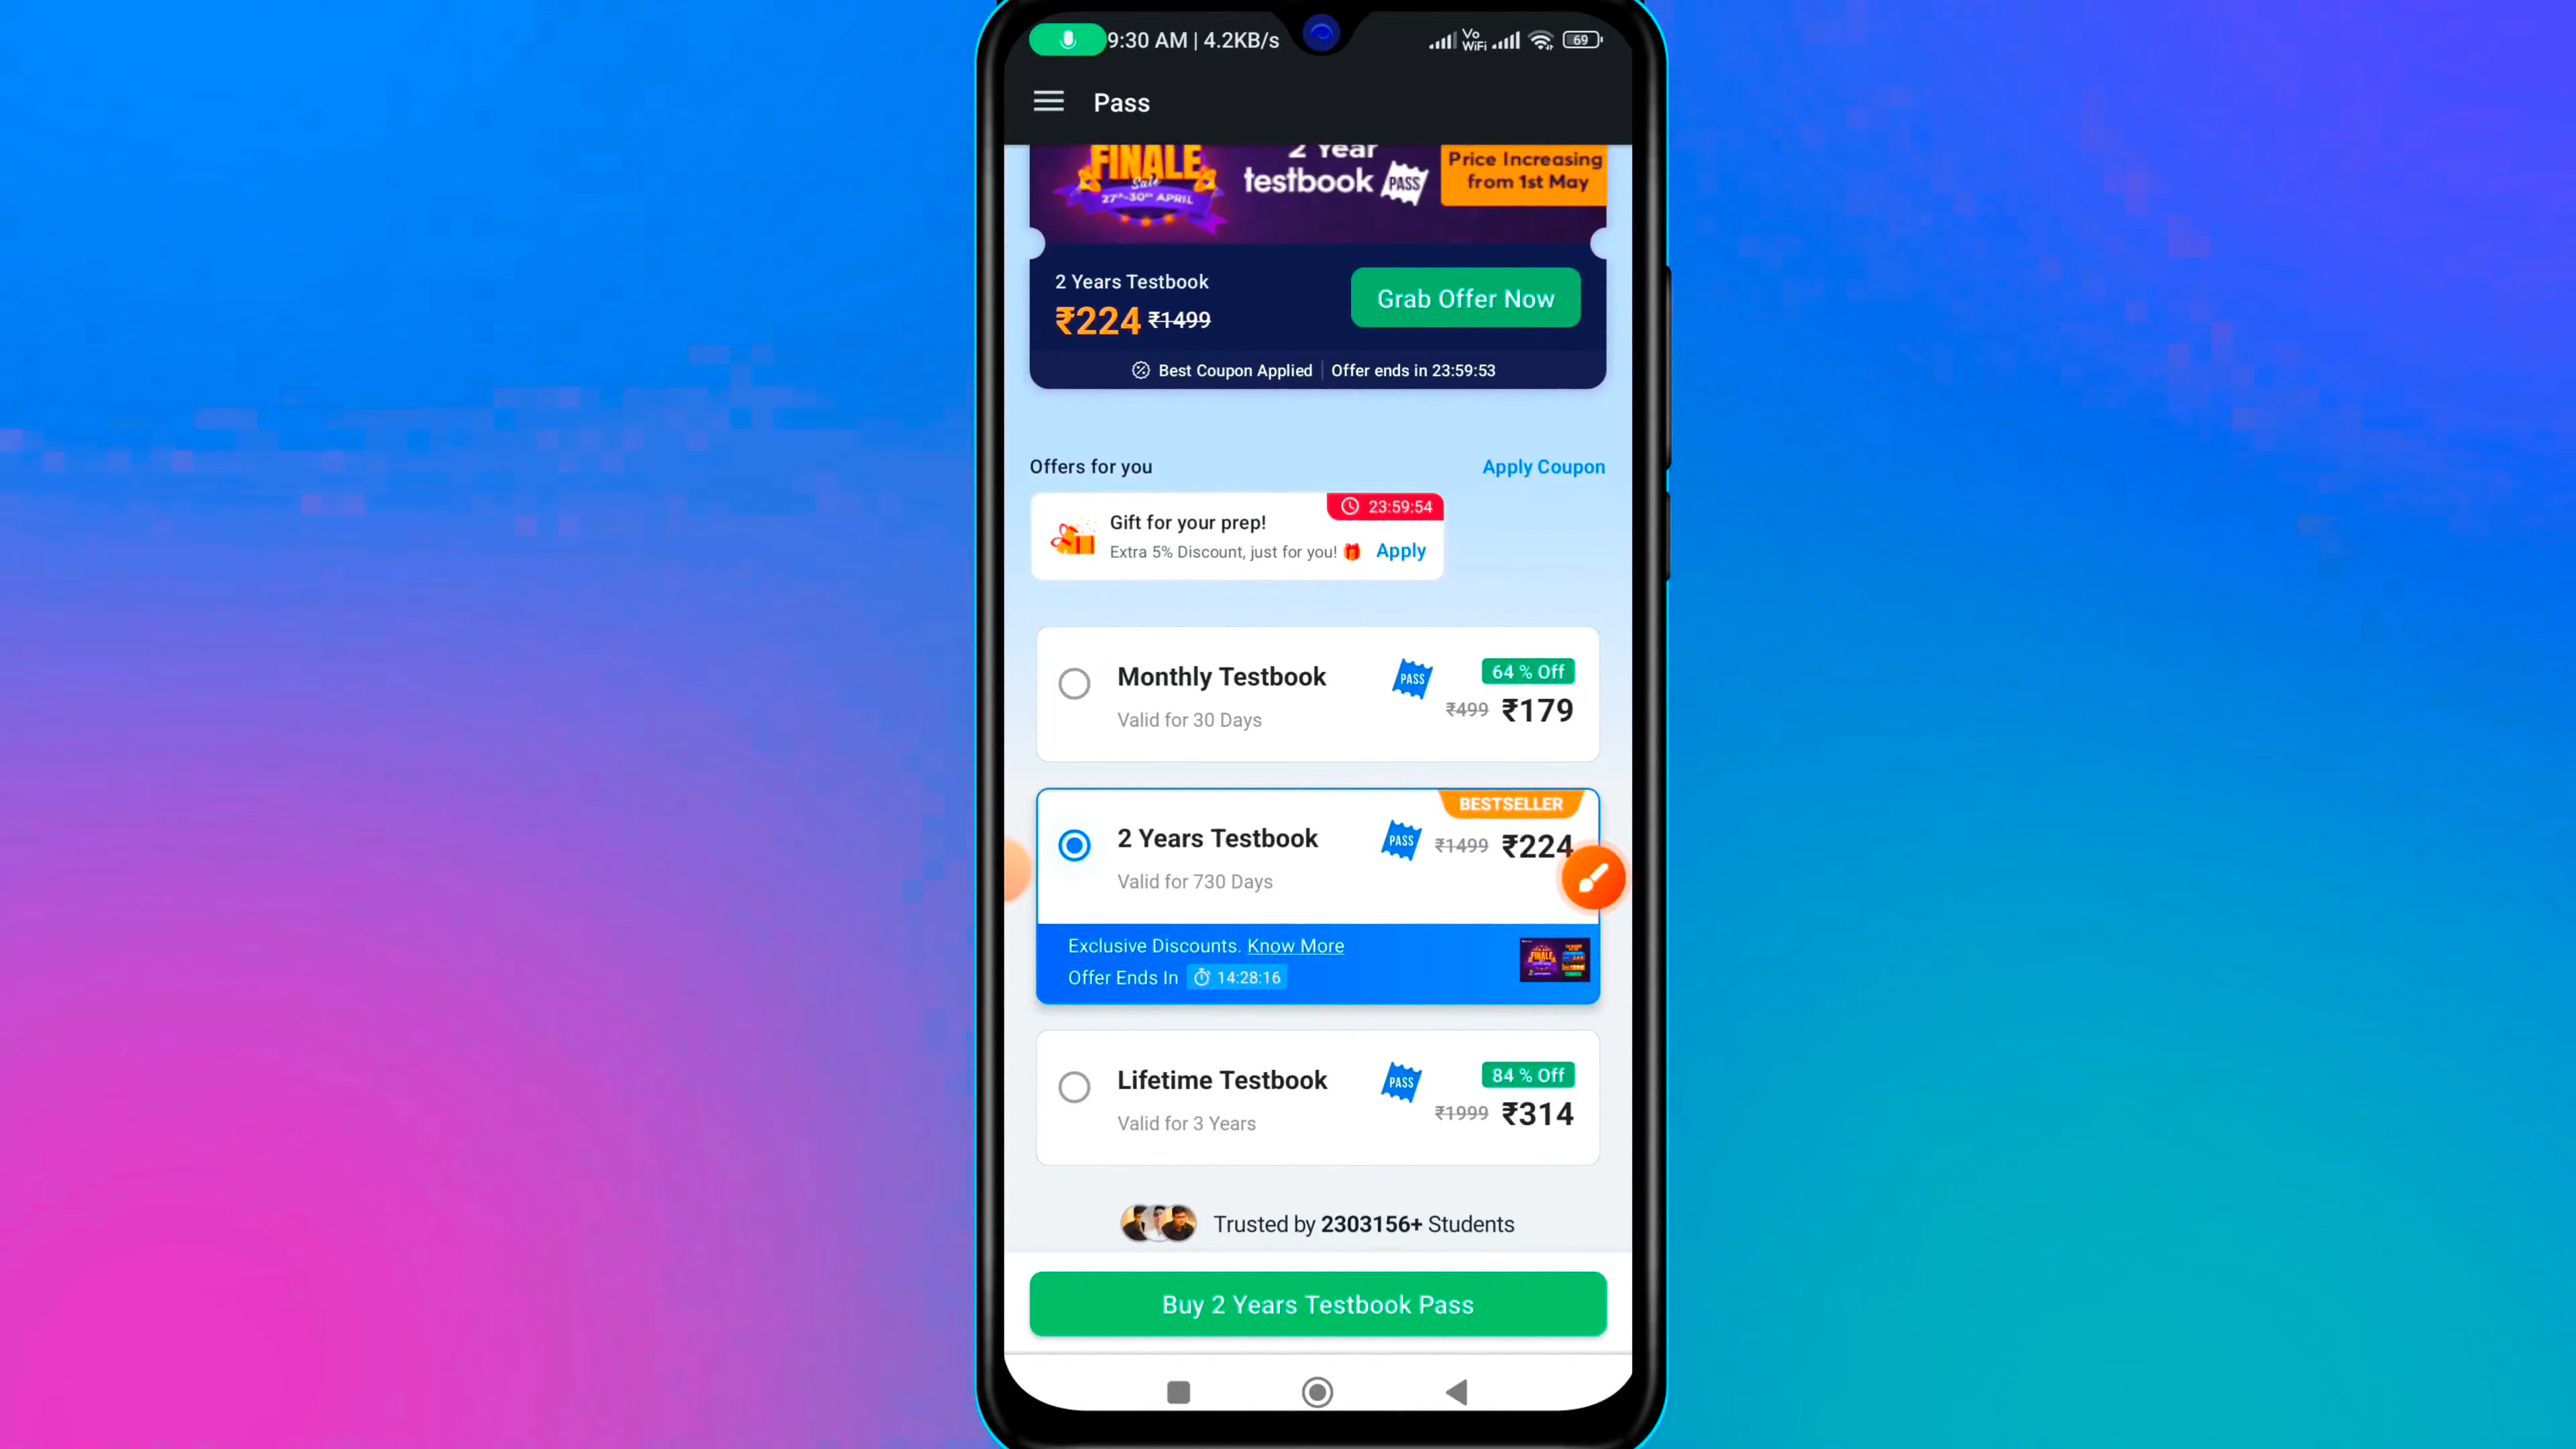 9:30 AM | 4.2KB/s Vo WiFi 69
Pass
FINALE
Sale
27th-30th APRIL
2 Year
testbook PASS
Price Increasing
from 1st May
2 Years Testbook
₹224 ₹1499
Grab Offer Now
Best Coupon Applied | Offer ends in 23:59:53
Offers for you
Apply Coupon
23:59:54
Gift for your prep!
Extra 5% Discount, just for you! Apply
Monthly Testbook PASS
64 % Off
₹499 ₹179
Valid for 30 Days
BESTSELLER
2 Years Testbook PASS ₹1499 ₹224
Valid for 730 Days
Exclusive Discounts. Know More
Offer Ends In 14:28:16
FINALE
Lifetime Testbook PASS
84 % Off
₹1999 ₹314
Valid for 3 Years
Trusted by 2303156+ Students
Buy 2 Years Testbook Pass